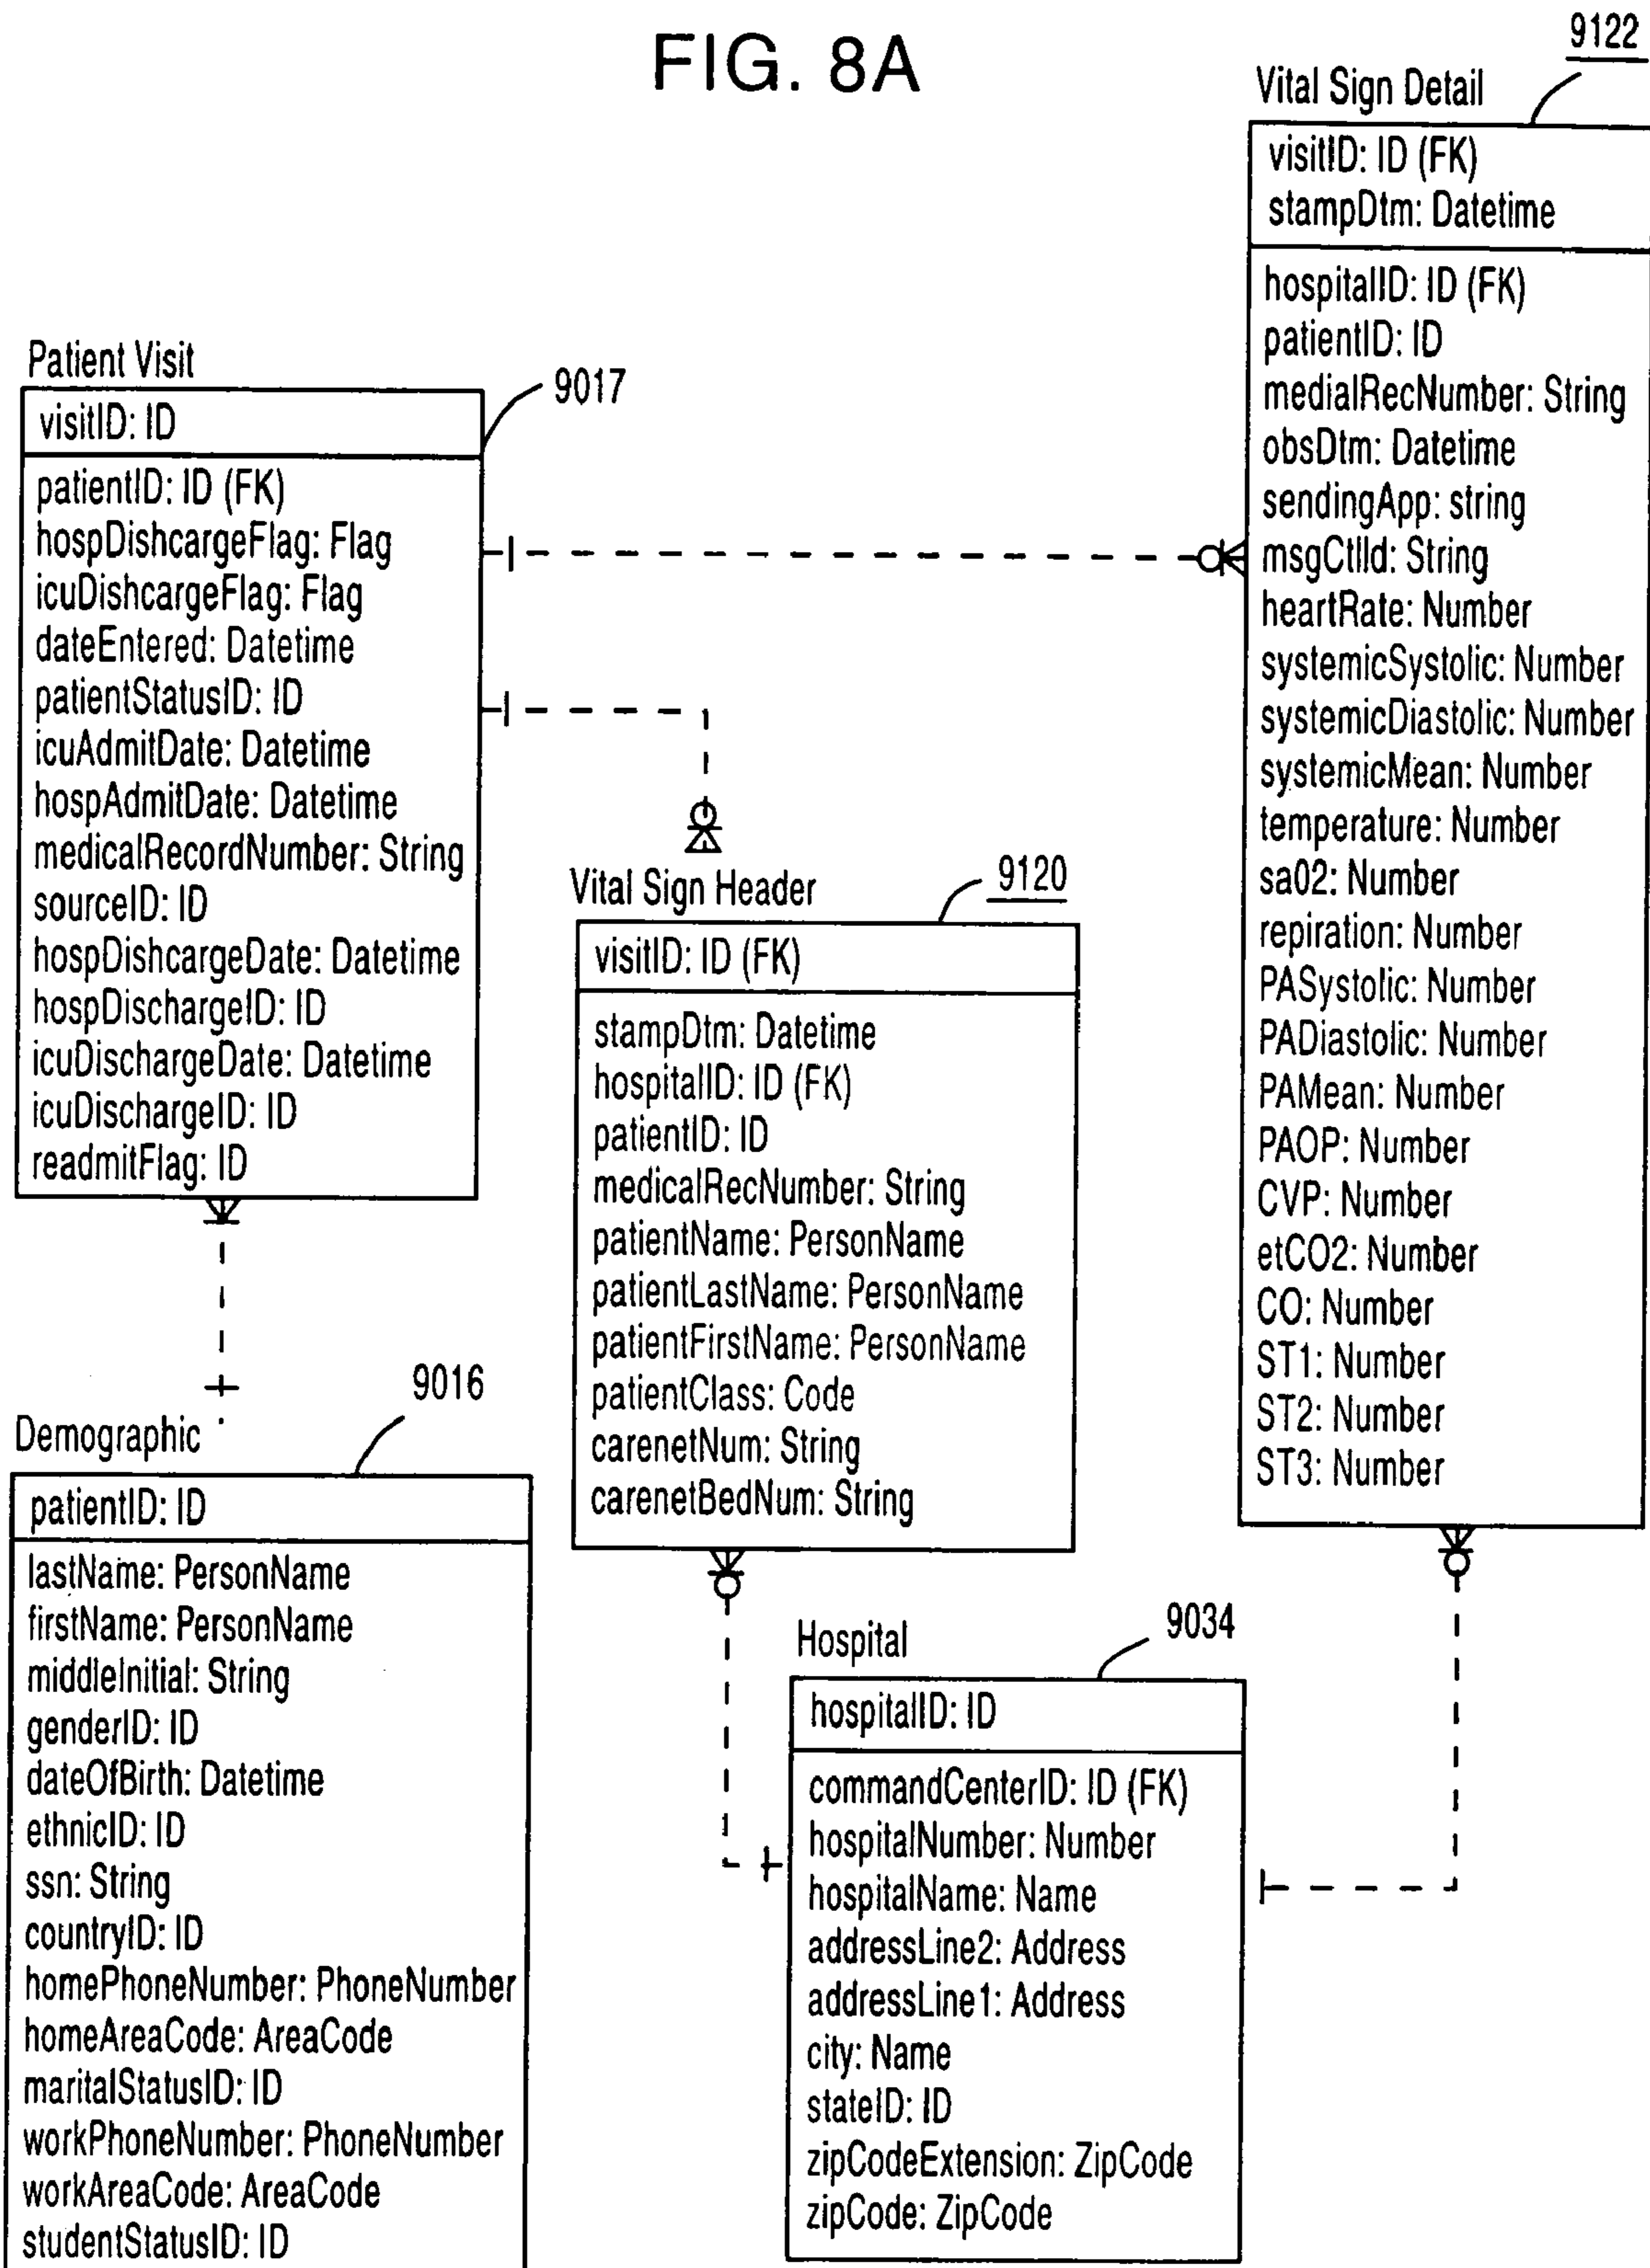 FIG. 8A
9122
Vital Sign Detail
visitID: ID (FK)
stampDtm: Datetime
hospitalID: ID (FK)
patientID: ID
medialRecNumber: String
obsDtm: Datetime
sendingApp: string
msgCtlId: String
heartRate: Number
systemicSystolic: Number
systemicDiastolic: Number
systemicMean: Number
temperature: Number
sa02: Number
repiration: Number
PASystolic: Number
PADiastolic: Number
PAMean: Number
PAOP: Number
CVP: Number
etCO2: Number
CO: Number
ST1: Number
ST2: Number
ST3: Number
Patient Visit
9017
visitID: ID
patientID: ID (FK)
hospDishcargeFlag: Flag
icuDishcargeFlag: Flag
dateEntered: Datetime
patientStatusID: ID
icuAdmitDate: Datetime
hospAdmitDate: Datetime
medicalRecordNumber: String
sourceID: ID
hospDishcargeDate: Datetime
hospDischargeID: ID
icuDischargeDate: Datetime
icuDischargeID: ID
readmitFlag: ID
Vital Sign Header
9120
visitID: ID (FK)
stampDtm: Datetime
hospitalID: ID (FK)
patientID: ID
medicalRecNumber: String
patientName: PersonName
patientLastName: PersonName
patientFirstName: PersonName
patientClass: Code
carenetNum: String
carenetBedNum: String
Demographic
9016
patientID: ID
lastName: PersonName
firstName: PersonName
middleInitial: String
genderID: ID
dateOfBirth: Datetime
ethnicID: ID
ssn: String
countryID: ID
homePhoneNumber: PhoneNumber
homeAreaCode: AreaCode
maritalStatusID: ID
workPhoneNumber: PhoneNumber
workAreaCode: AreaCode
studentStatusID: ID
Hospital
9034
hospitalID: ID
commandCenterID: ID (FK)
hospitalNumber: Number
hospitalName: Name
addressLine2: Address
addressLine1: Address
city: Name
stateID: ID
zipCodeExtension: ZipCode
zipCode: ZipCode